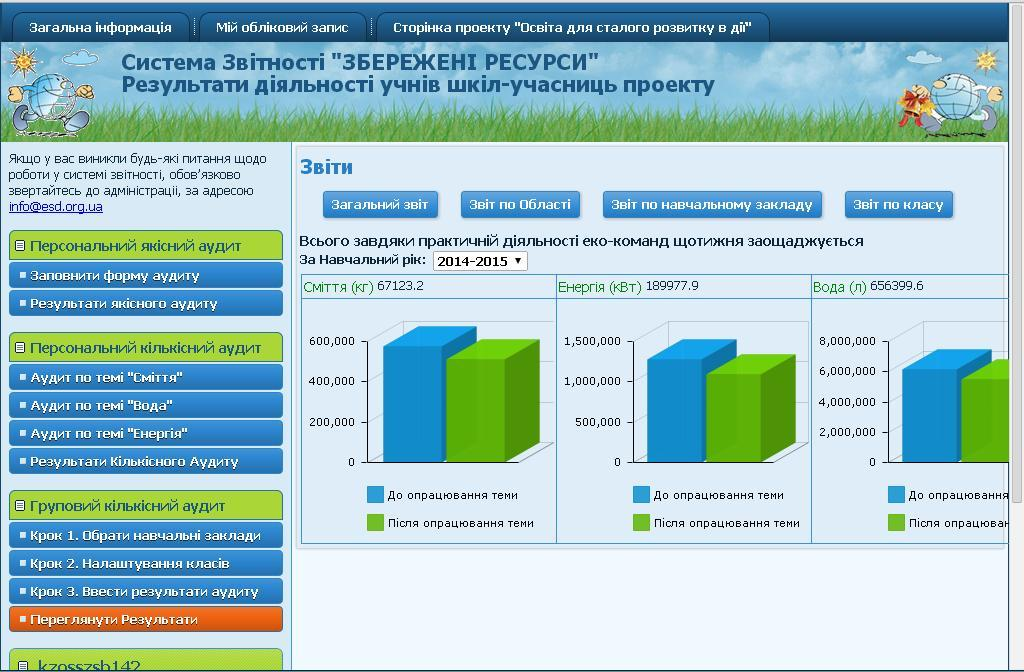 Загальна інформація
Мій обліковий запис
Сторінка проекту "Освіта для сталого розвитку в дії"
Система Звітності "ЗБЕРЕЖЕНІ РЕСУРСИ"
Результати діяльності учнів шкіл-учасниць проекту
Якщо у вас виникли будь-які питання щодо
роботи у системі звітності, обов'язково
звертайтесь до адміністрації, за адресою
info@esd.org.ua
Персональний якісний аудит
Заповнити форму аудиту
Результати якісного аудиту
Персональний кількісний аудит
Аудит по темі "Сміття"
Аудит по темі "Вода"
Аудит по темі "Енергія"
Результати Кількісного Аудиту
Груповий кількісний аудит
Крок 1. Обрати навчальні заклади
Крок 2. Налаштування класів
Крок 3. Ввести результати аудиту
Переглянути Результати
kzosszsh142
Звіти
Загальний звіт
Звіт по Області
Звіт по навчальному закладу
Звіт по класу
Всього завдяки практичній діяльності еко-команд щотижня заощаджується
За Навчальний рік: 2014-2015
Сміття (кг) 67123.2
600,000
400,000
200,000
0
До опрацювання теми
Після опрацювання теми
Енергія (кВт) 189977.9
1,500,000
1,000,000
500,000
0
До опрацювання теми
Після опрацювання теми
Вода (л) 656399.6
8,000,000
6,000,000
4,000,000
2,000,000
0
До опрацювання
Після опрацюван